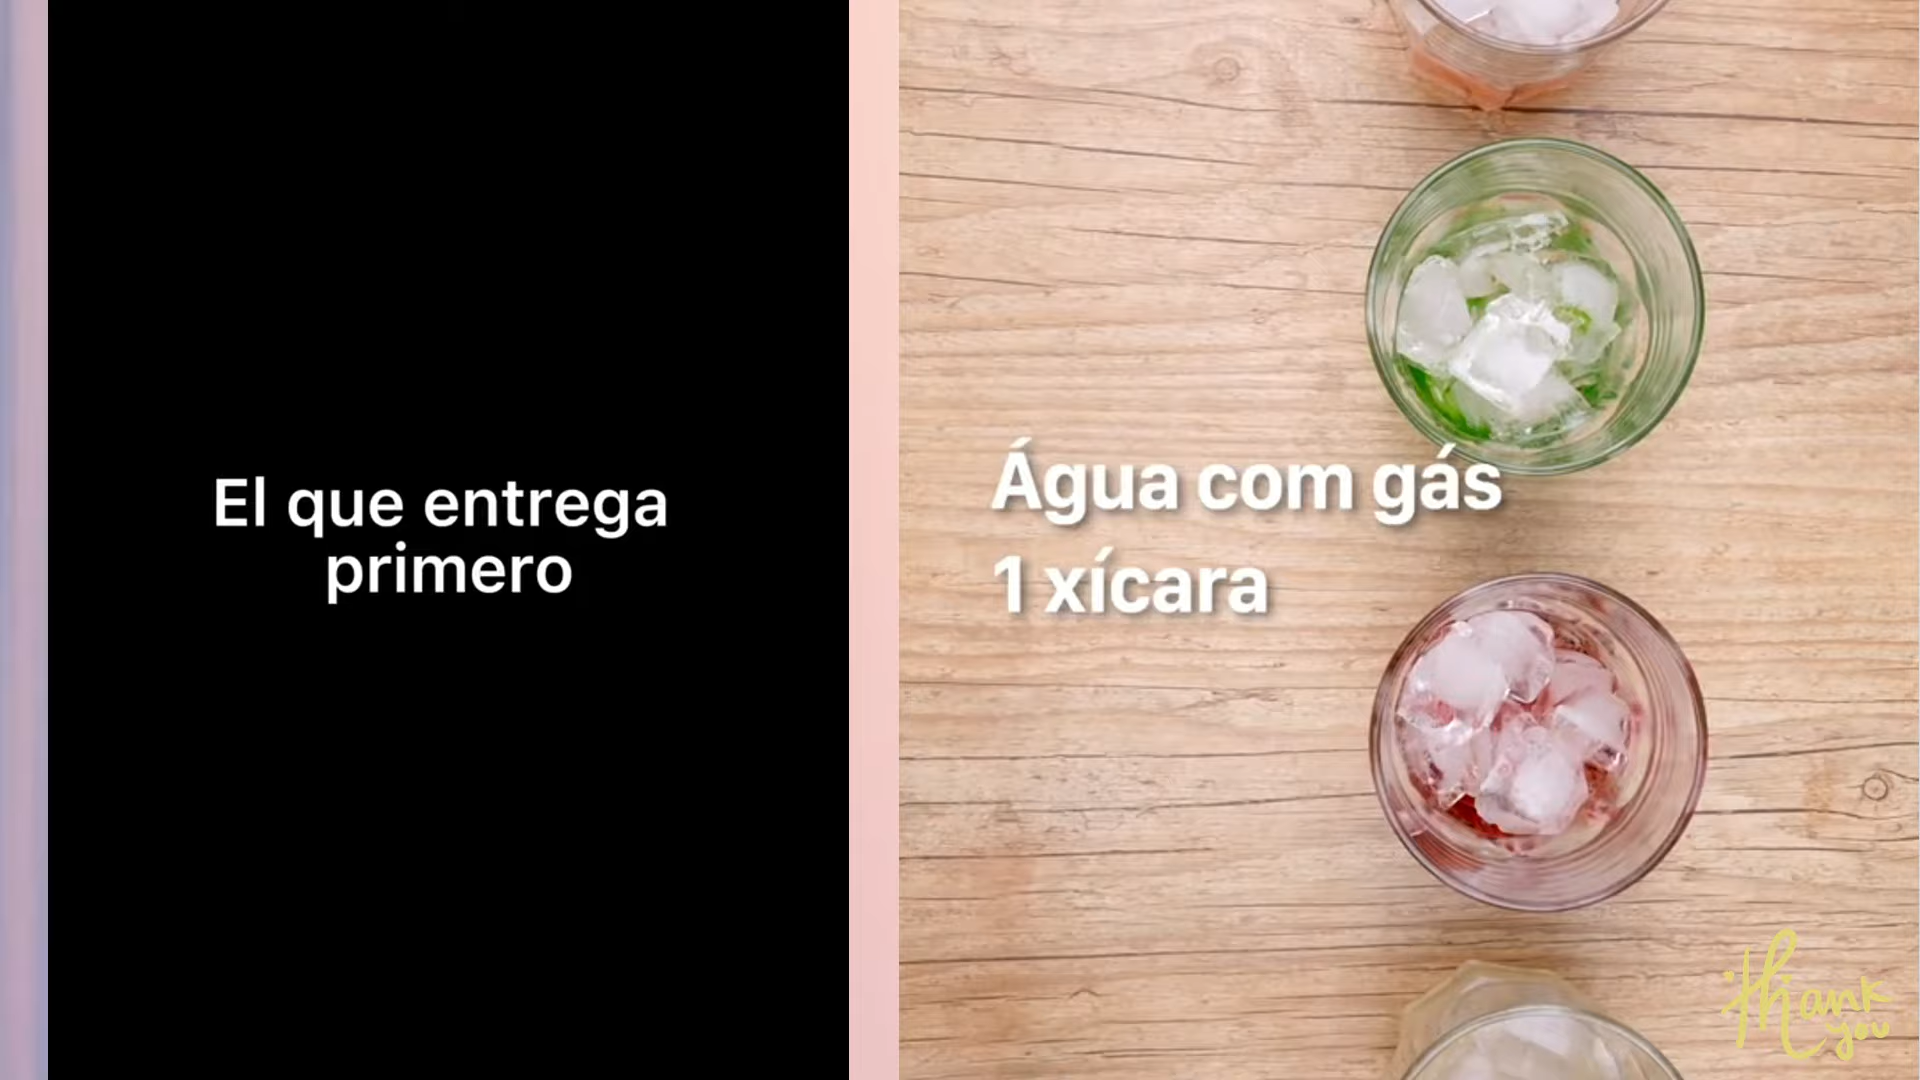 El que entrega
primero
Água com gás
1 xícara
thank
you